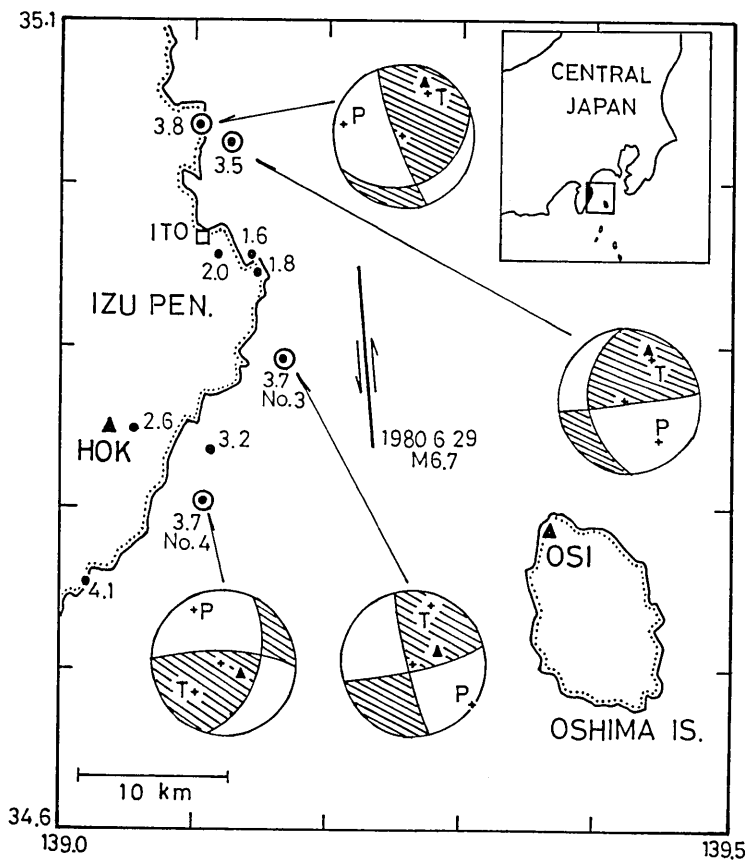 35.1
CENTRAL
JAPAN
3.8
3.5
P
T
ITO
1.6
2.0
1.8
IZU PEN.
3.7
No.3
T
P
2.6
HOK
3.2
1980 6.29
M6.7
3.7
No.4
OSI
4.1
P
T
T
P
OSHIMA IS.
10 km
34.6
139.0
139.5